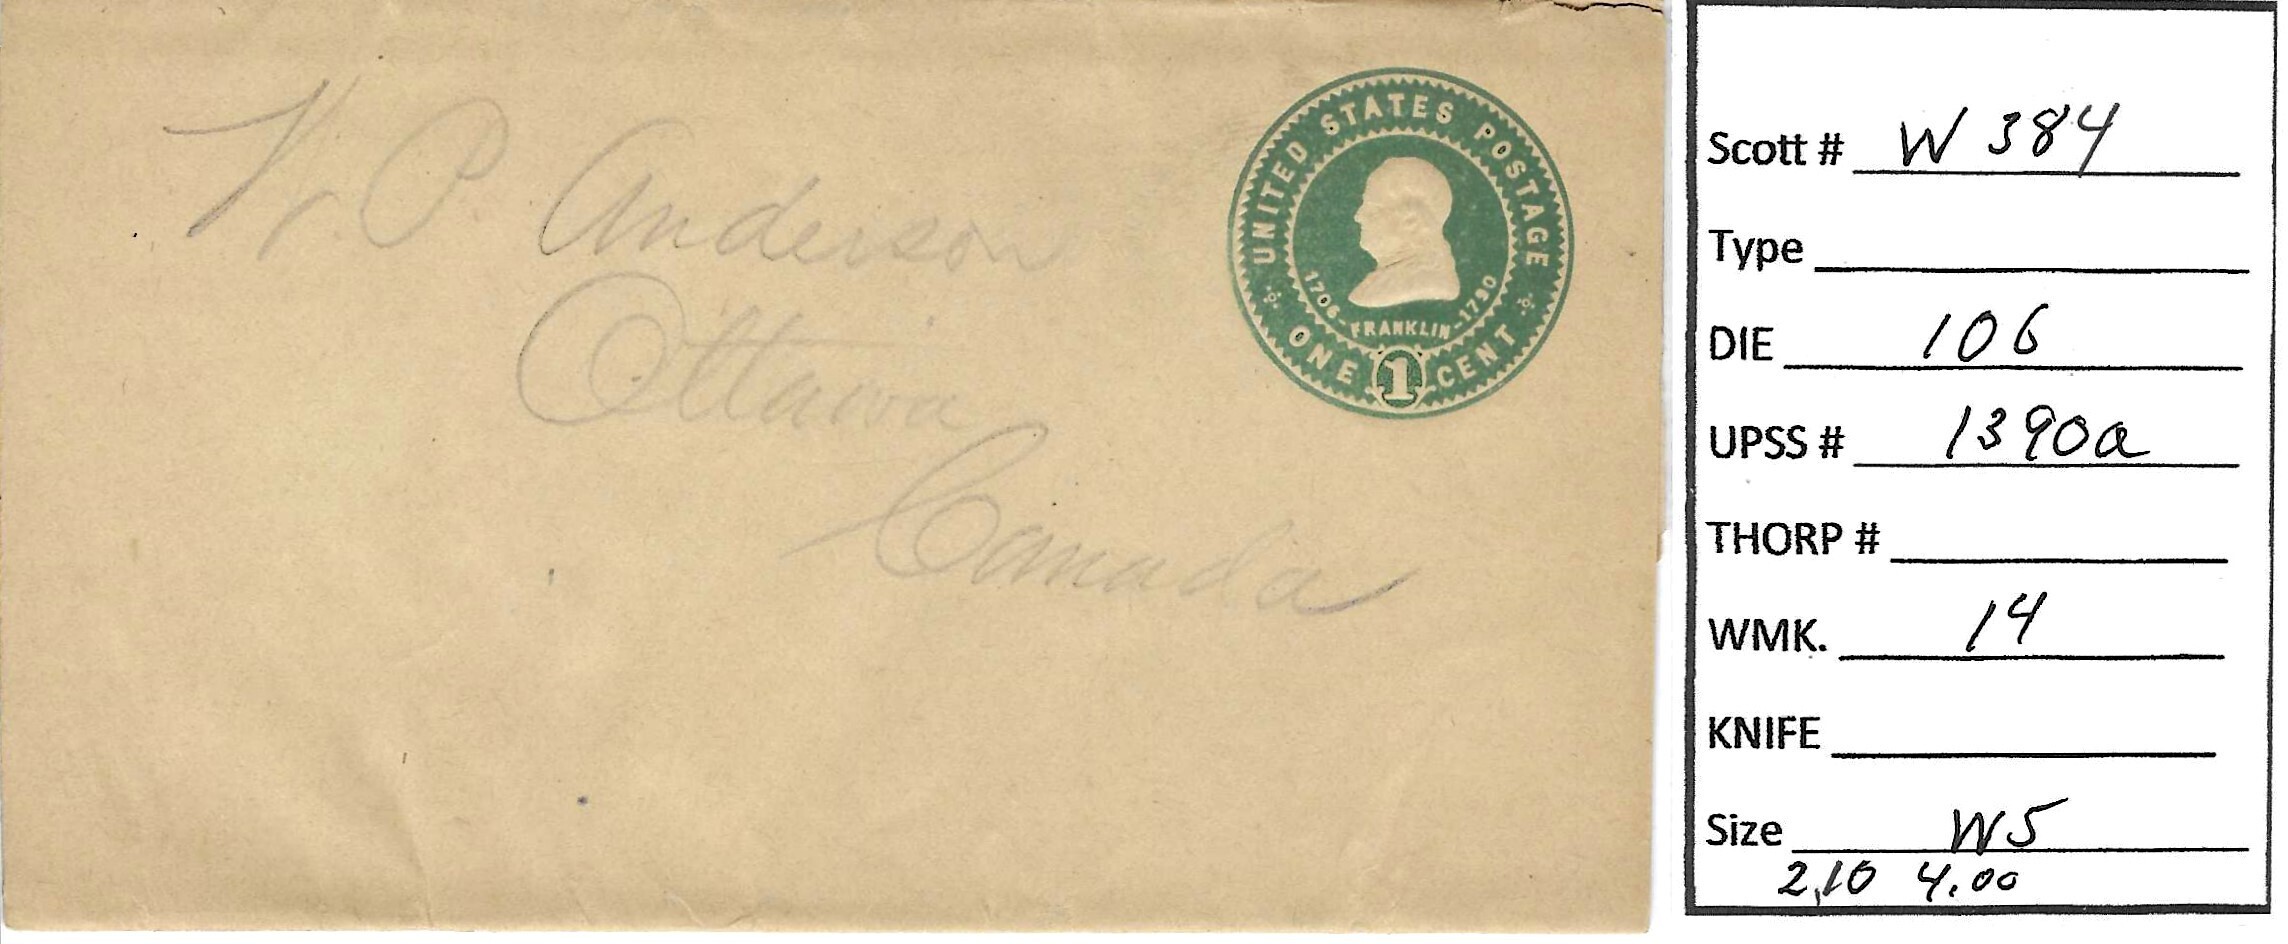 W. P. Anderson
Ottawa
Canada
UNITED STATES POSTAGE
1706-FRANKLIN-1790
ONE 1 CENT
Scott # W 384
Type
DIE 106
UPSS # 1390a
THORP #
WMK. 14
KNIFE
Size W5
2,10 4.00